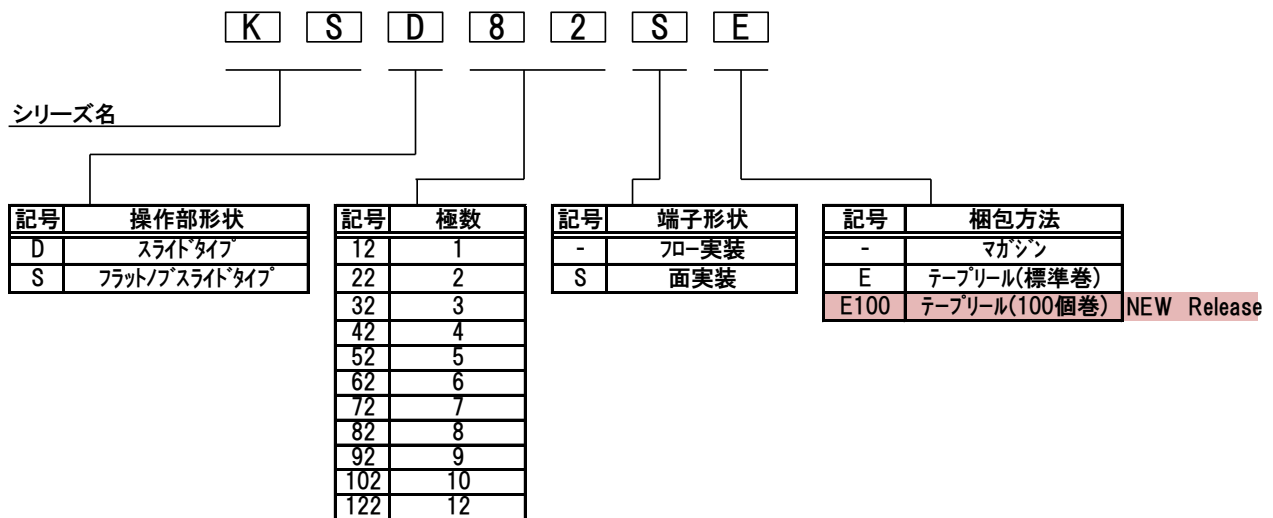 K S D 8 2 S E
シリーズ名
記号 操作部形状
D ｽﾗｲﾄﾞﾀｲﾌﾟ
S ﾌﾗｯﾄﾉﾌﾞｽﾗｲﾄﾞﾀｲﾌﾟ
記号 極数
12 1
22 2
32 3
42 4
52 5
62 6
72 7
82 8
92 9
102 10
122 12
記号 端子形状
- ﾌﾛｰ実装
S 面実装
記号 梱包方法
- ﾏｶﾞｼﾞﾝ
E ﾃｰﾌﾟﾘｰﾙ(標準巻)
E100 ﾃｰﾌﾟﾘｰﾙ(100個巻) NEW Release